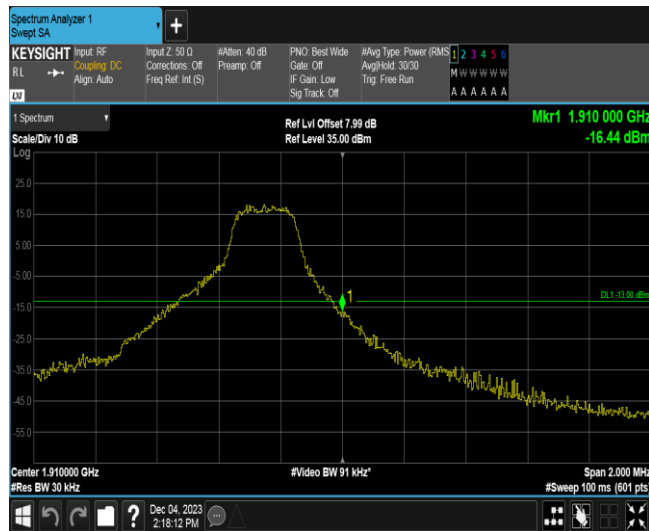 Spectrum Analyzer 1
Swept SA
+
KEYSIGHT
RL
LXI
Input: RF
Coupling: DC
Align: Auto
Input Z: 50 Ω
Corrections: Off
Freq Ref: Int (S)
#Atten: 40 dB
Preamp: Off
PNO: Best Wide
Gate: Off
IF Gain: Low
Sig Track: Off
#Avg Type: Power (RMS
Avg|Hold: 30/30
Trig: Free Run
1 2 3 4 5 6
M W W W W W
A A A A A A
1 Spectrum
Scale/Div 10 dB
Log
Ref Lvl Offset 7.99 dB
Ref Level 35.00 dBm
Mkr1 1.910 000 GHz
-16.44 dBm
25.0
15.0
5.00
-5.00
-15.0
-25.0
-35.0
-45.0
-55.0
1
DL1 -13.00 dBm
Center 1.910000 GHz
#Res BW 30 kHz
#Video BW 91 kHz*
Span 2.000 MHz
#Sweep 100 ms (601 pts)
?
Dec 04, 2023
2:18:12 PM